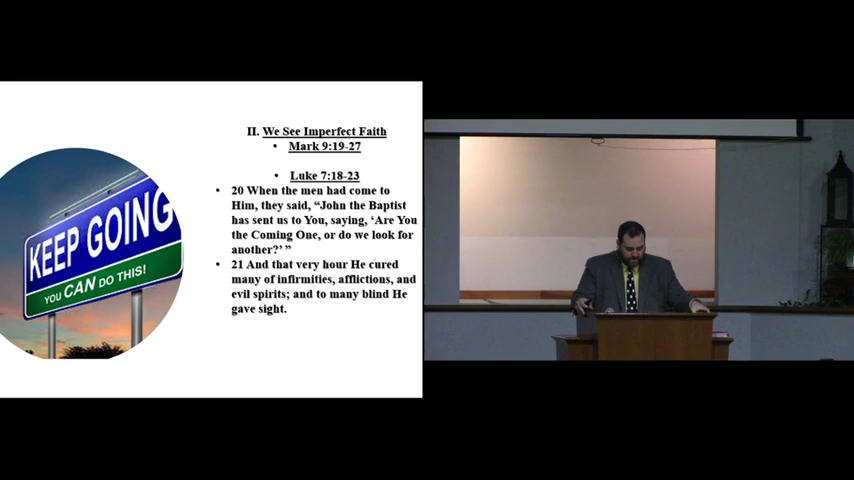 KEEP GOING
YOU CAN DO THIS!
II. We See Imperfect Faith
• Mark 9:19-27
• Luke 7:18-23
• 20 When the men had come to
Him, they said, “John the Baptist
has sent us to You, saying, ‘Are You
the Coming One, or do we look for
another?’ ”
• 21 And that very hour He cured
many of infirmities, afflictions, and
evil spirits; and to many blind He
gave sight.